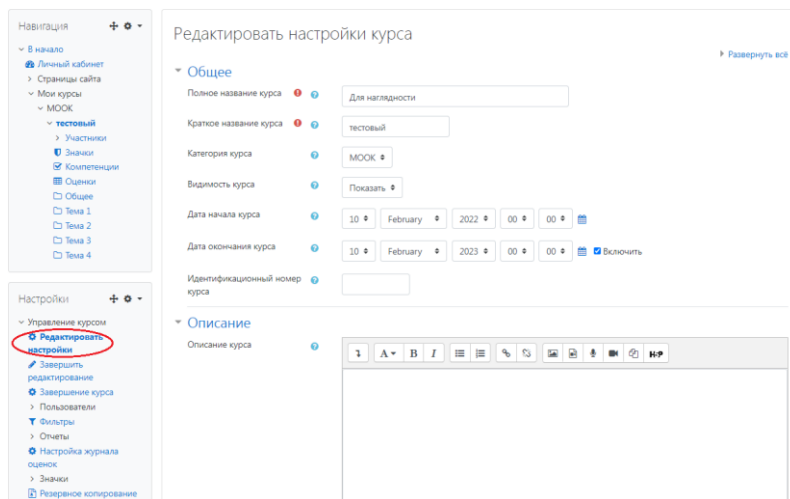 Навигация
В начало
Личный кабинет
Страницы сайта
Мои курсы
МООК
тестовый
Участники
Значки
Компетенции
Оценки
Общее
Тема 1
Тема 2
Тема 3
Тема 4
Настройки
Управление курсом
Редактировать
настройки
Завершить
редактирование
Завершение курса
Пользователи
Фильтры
Отчеты
Настройка журнала
оценок
Значки
Резервное копирование
Редактировать настройки курса
Развернуть всё
Общее
Полное название курса Для наглядности
Краткое название курса тестовый
Категория курса МООК
Видимость курса Показать
Дата начала курса 10 February 2022 00 00
Дата окончания курса 10 February 2023 00 00 Включить
Идентификационный номер
курса
Описание
Описание курса
A B I H-P